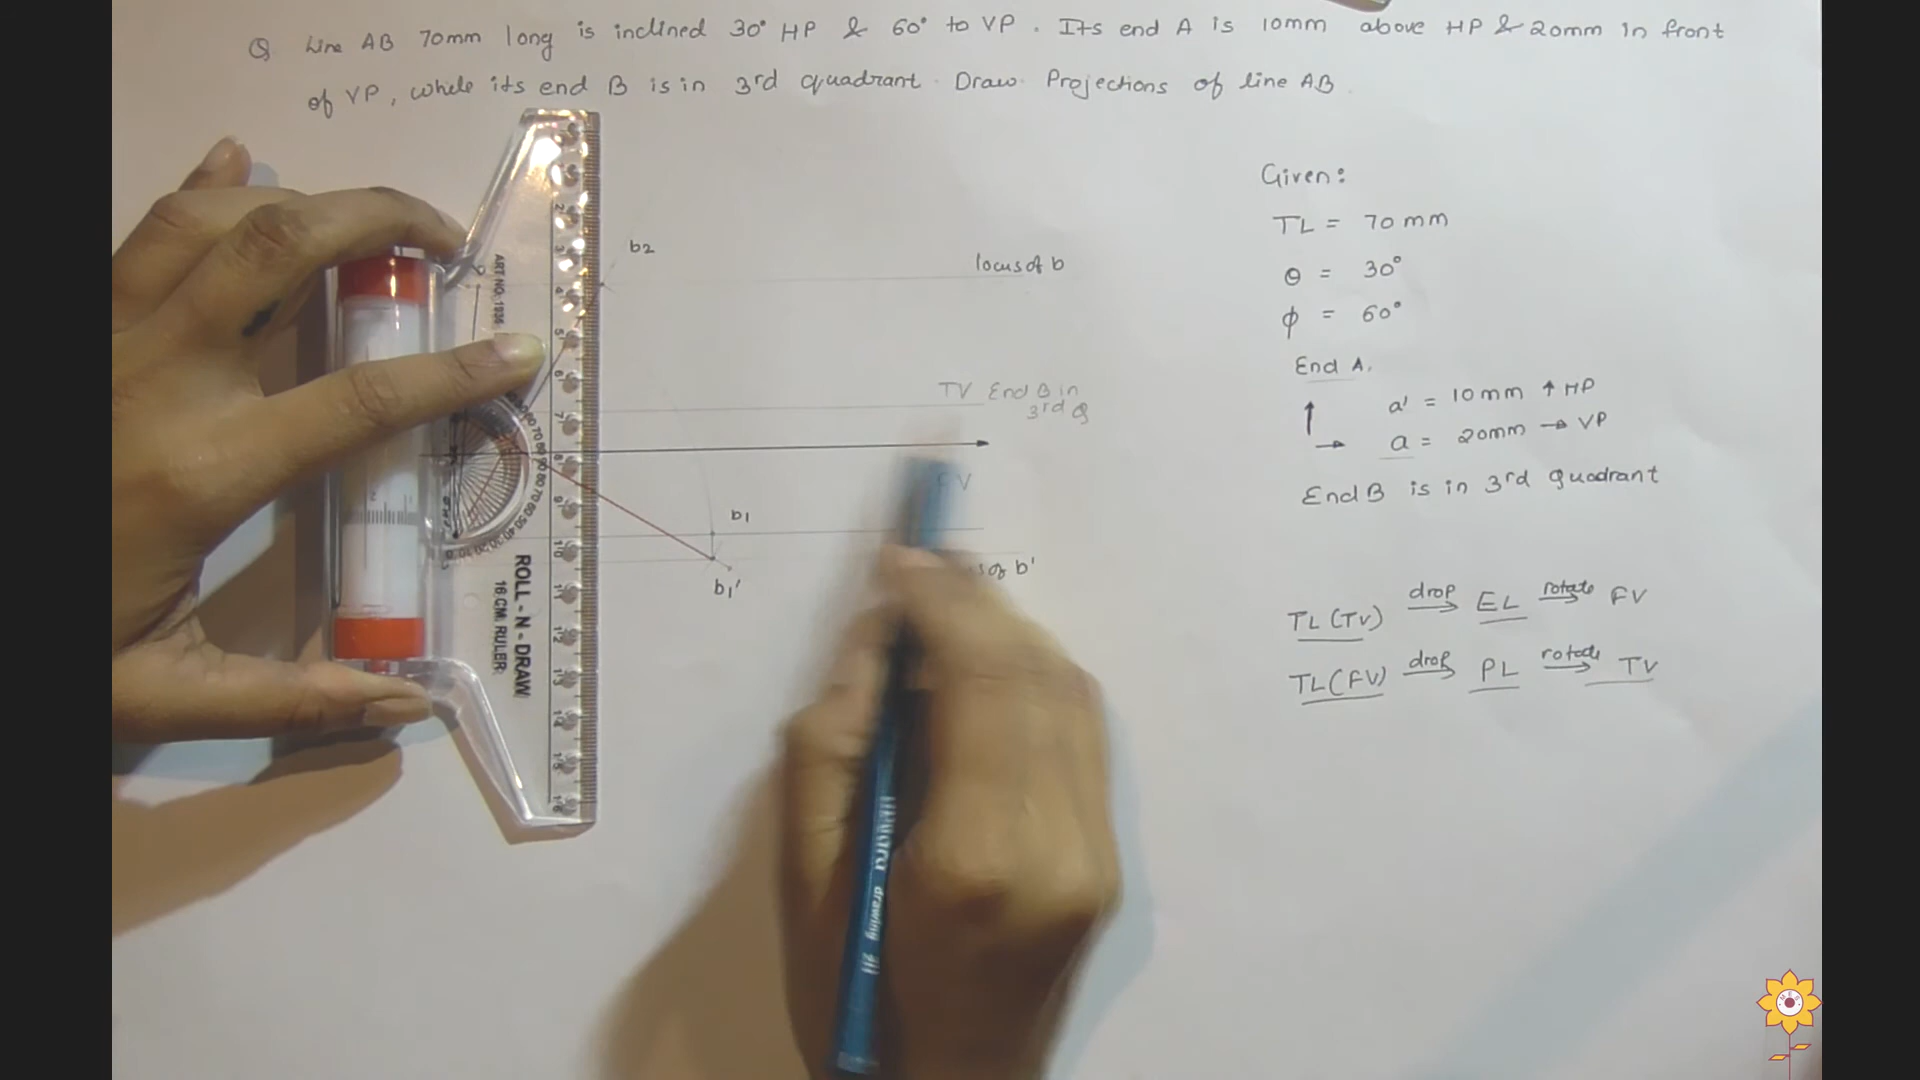 Q Line AB 70mm long is inclined 30° HP & 60° to VP. Its end A is 10mm above HP & 20mm in front
of VP, while its end B is in 3rd quadrant. Draw Projections of line AB.
Given:
TL = 70 mm
θ = 30°
ϕ = 60°
End A.
↑ a' = 10mm ↑ HP
→ a = 20mm → VP
End B is in 3rd quadrant
TL(TV) drop→ EL rotate→ FV
TL(FV) drop→ PL rotate→ TV
b2
locus of b
TV End B in
3rd Q
FV
b1
of b'
b1'
ART NO. 1936
ROLL-N-DRAW
16 CM. RULER
drawing